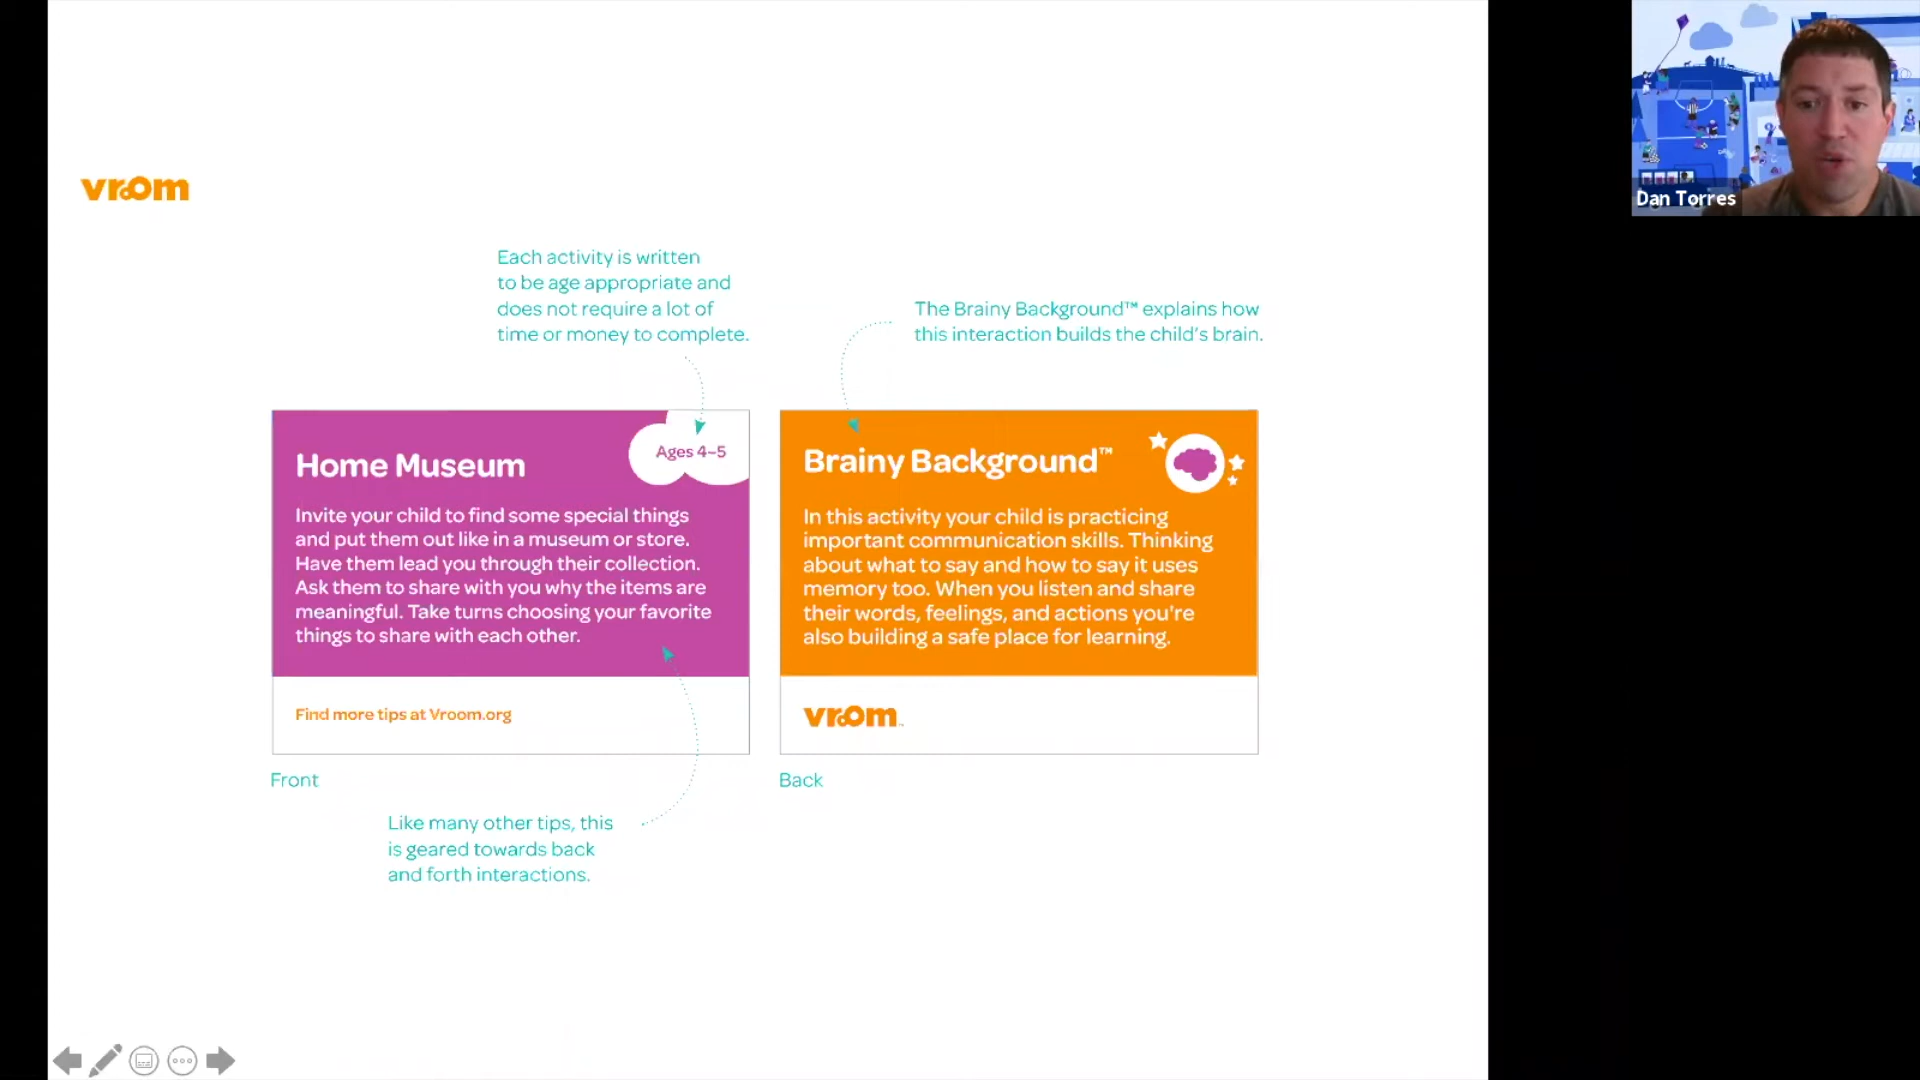 vroom
Each activity is written
to be age appropriate and
does not require a lot of
time or money to complete.
The Brainy Background™ explains how
this interaction builds the child's brain.
Home Museum
Ages 4–5
Invite your child to find some special things
and put them out like in a museum or store.
Have them lead you through their collection.
Ask them to share with you why the items are
meaningful. Take turns choosing your favorite
things to share with each other.
Find more tips at Vroom.org
Front
Brainy Background™
In this activity your child is practicing
important communication skills. Thinking
about what to say and how to say it uses
memory too. When you listen and share
their words, feelings, and actions you're
also building a safe place for learning.
vroom™
Back
Like many other tips, this
is geared towards back
and forth interactions.
Dan Torres